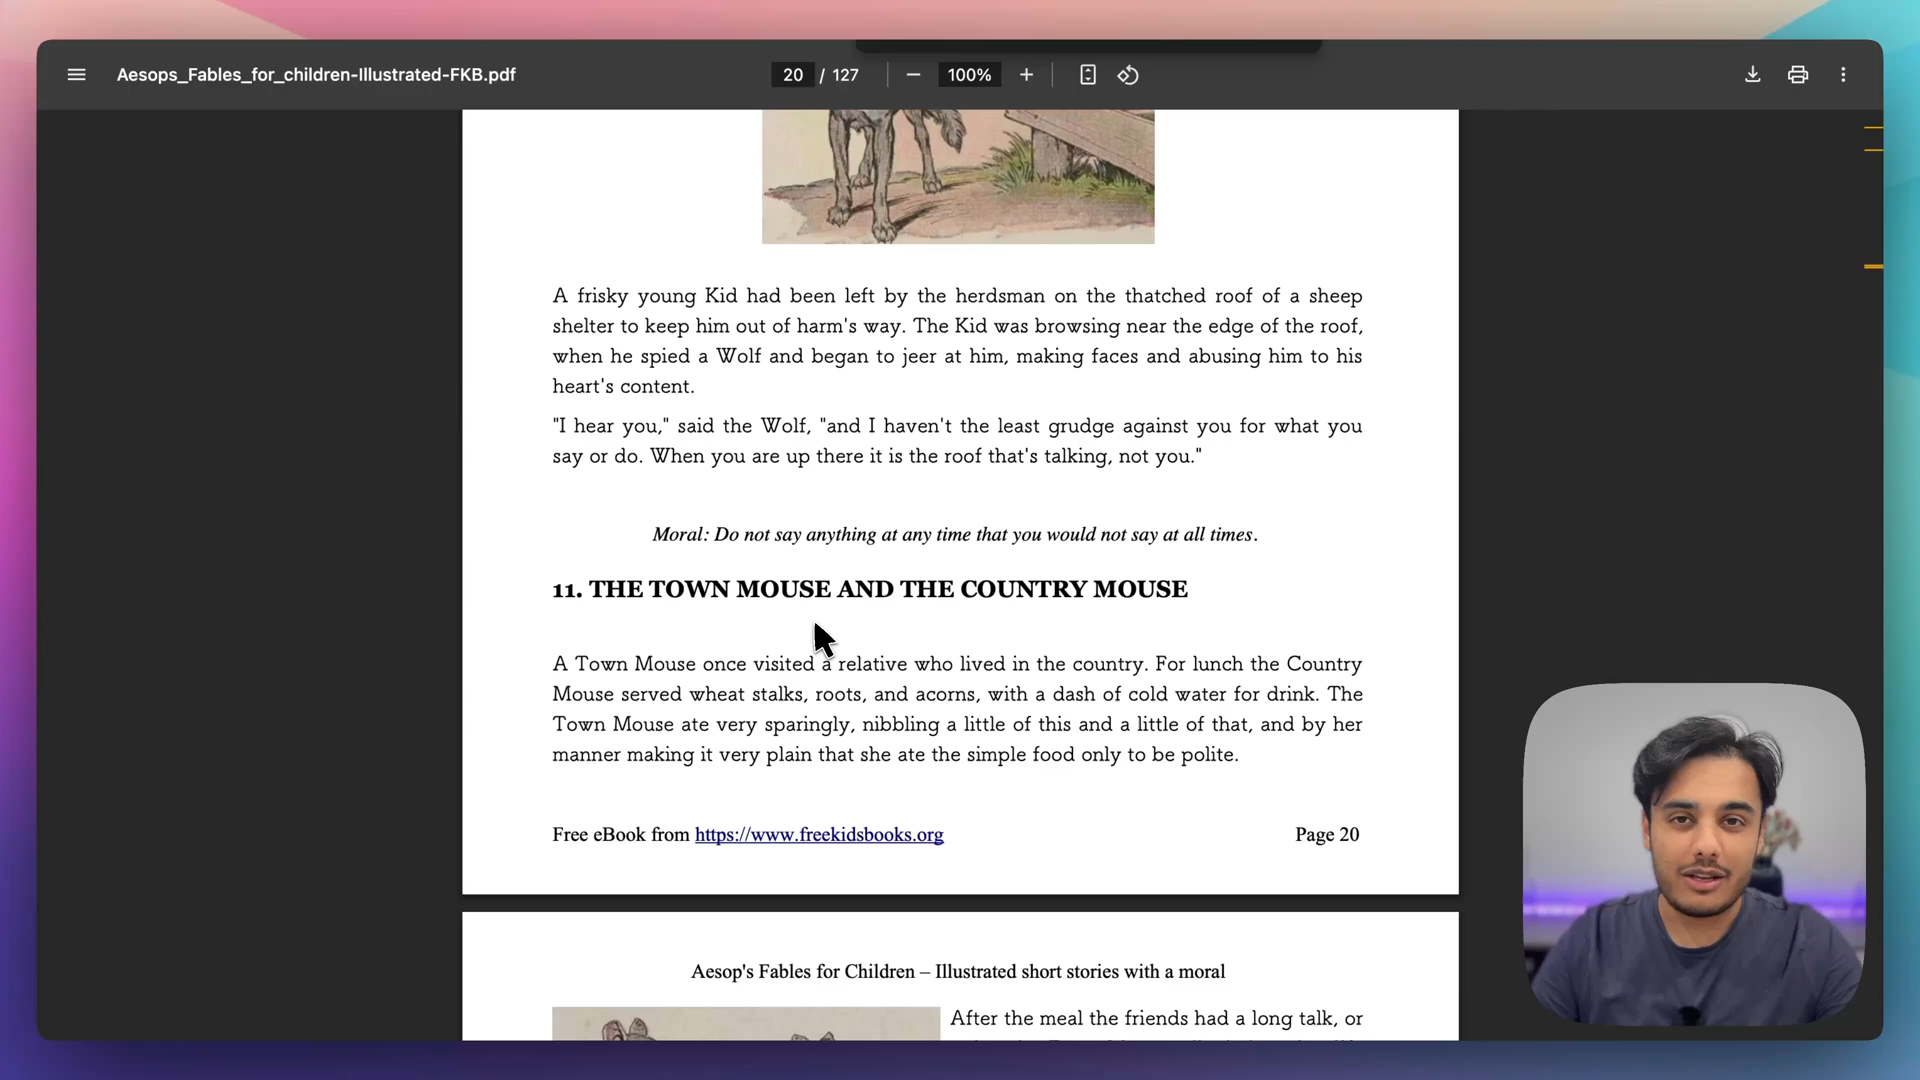 Aesops_Fables_for_children-Illustrated-FKB.pdf
20 / 127
100%
A frisky young Kid had been left by the herdsman on the thatched roof of a sheep
shelter to keep him out of harm's way. The Kid was browsing near the edge of the roof,
when he spied a Wolf and began to jeer at him, making faces and abusing him to his
heart's content.
"I hear you," said the Wolf, "and I haven't the least grudge against you for what you
say or do. When you are up there it is the roof that's talking, not you."
Moral: Do not say anything at any time that you would not say at all times.
11. THE TOWN MOUSE AND THE COUNTRY MOUSE
A Town Mouse once visited a relative who lived in the country. For lunch the Country
Mouse served wheat stalks, roots, and acorns, with a dash of cold water for drink. The
Town Mouse ate very sparingly, nibbling a little of this and a little of that, and by her
manner making it very plain that she ate the simple food only to be polite.
Free eBook from https://www.freekidsbooks.org
Page 20
Aesop's Fables for Children – Illustrated short stories with a moral
After the meal the friends had a long talk, or